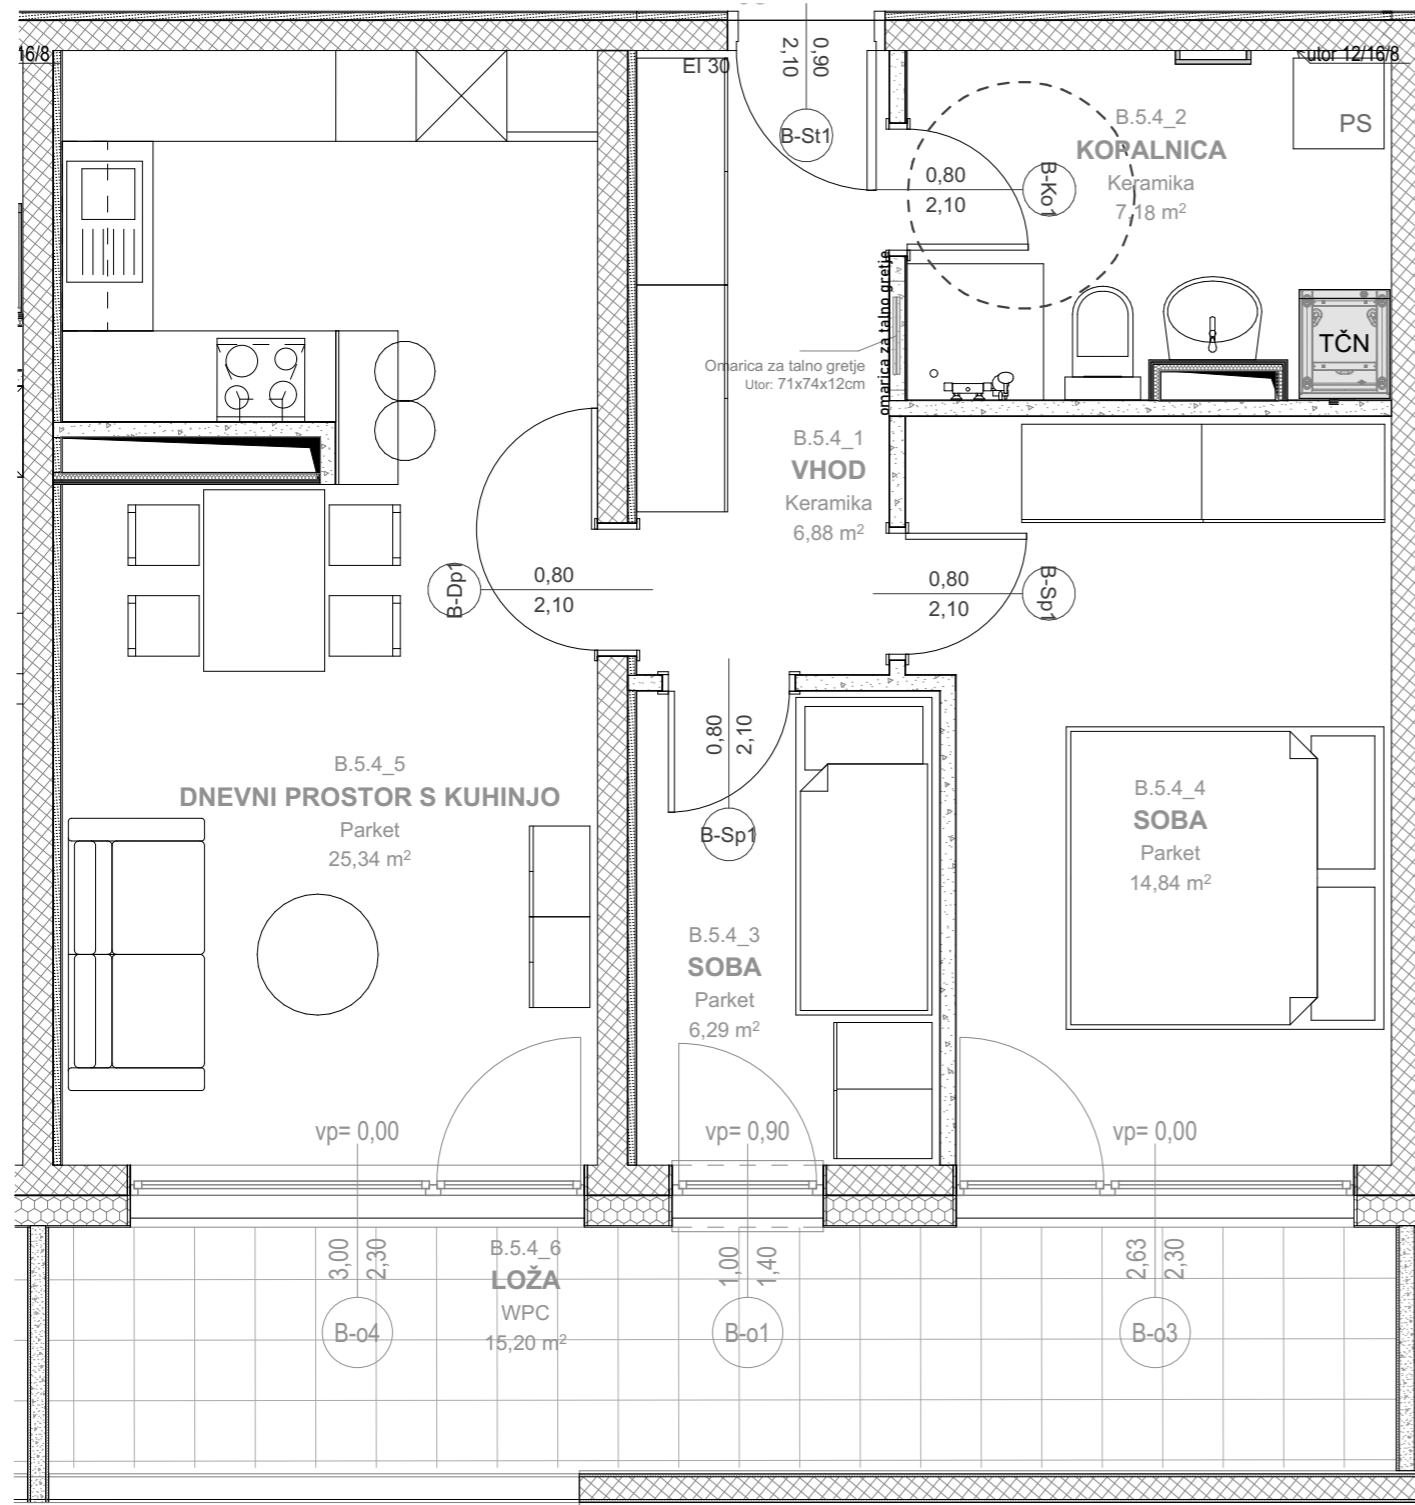 16/8
EI 30
0,90
2,10
B-St1
utor 12/16/8
PS
B.5.4_2
KOPALNICA
Keramika
7,18 m²
0,80
2,10
B-Ko1
TČN
omarica za talno gretje
Omarica za talno gretje
Utor: 71x74x12cm
B.5.4_1
VHOD
Keramika
6,88 m²
0,80
2,10
B-Dp1
0,80
2,10
B-Sp1
0,80
2,10
B-Sp1
B.5.4_5
DNEVNI PROSTOR S KUHINJO
Parket
25,34 m²
B.5.4_4
SOBA
Parket
14,84 m²
B.5.4_3
SOBA
Parket
6,29 m²
vp= 0,00
vp= 0,90
vp= 0,00
3,00
2,30
B-o4
B.5.4_6
LOŽA
WPC
15,20 m²
1,00
1,40
B-o1
2,63
2,30
B-o3